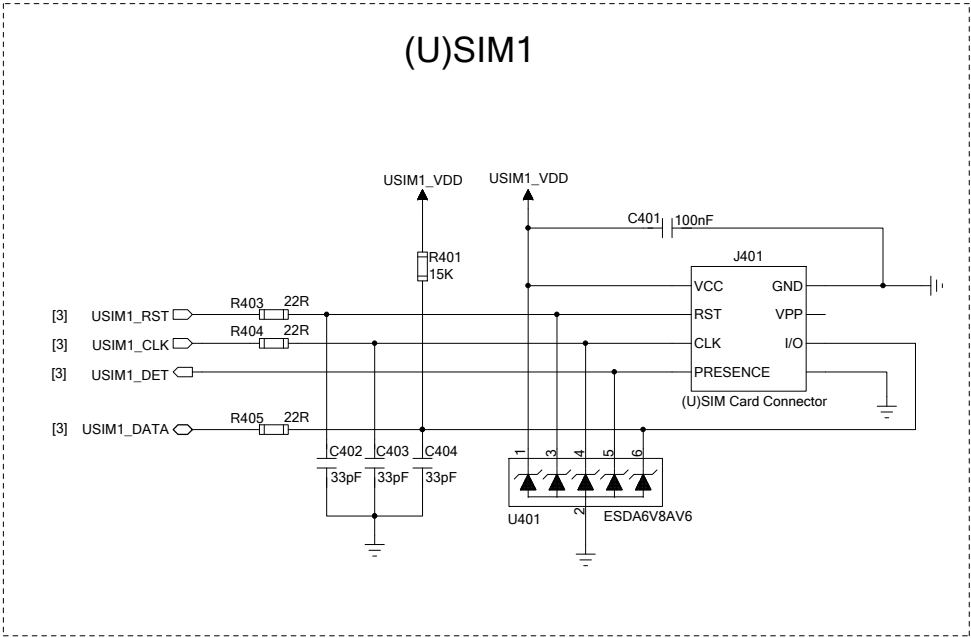 (U)SIM1
USIM1_VDD USIM1_VDD
C401 100nF
R401
15K
J401
VCC GND
[3] USIM1_RST R403 22R RST VPP
[3] USIM1_CLK R404 22R CLK I/O
[3] USIM1_DET PRESENCE
(U)SIM Card Connector
[3] USIM1_DATA R405 22R
C402 C403 C404
33pF 33pF 33pF
1 3 4 5 6
U401 2 ESDA6V8AV6